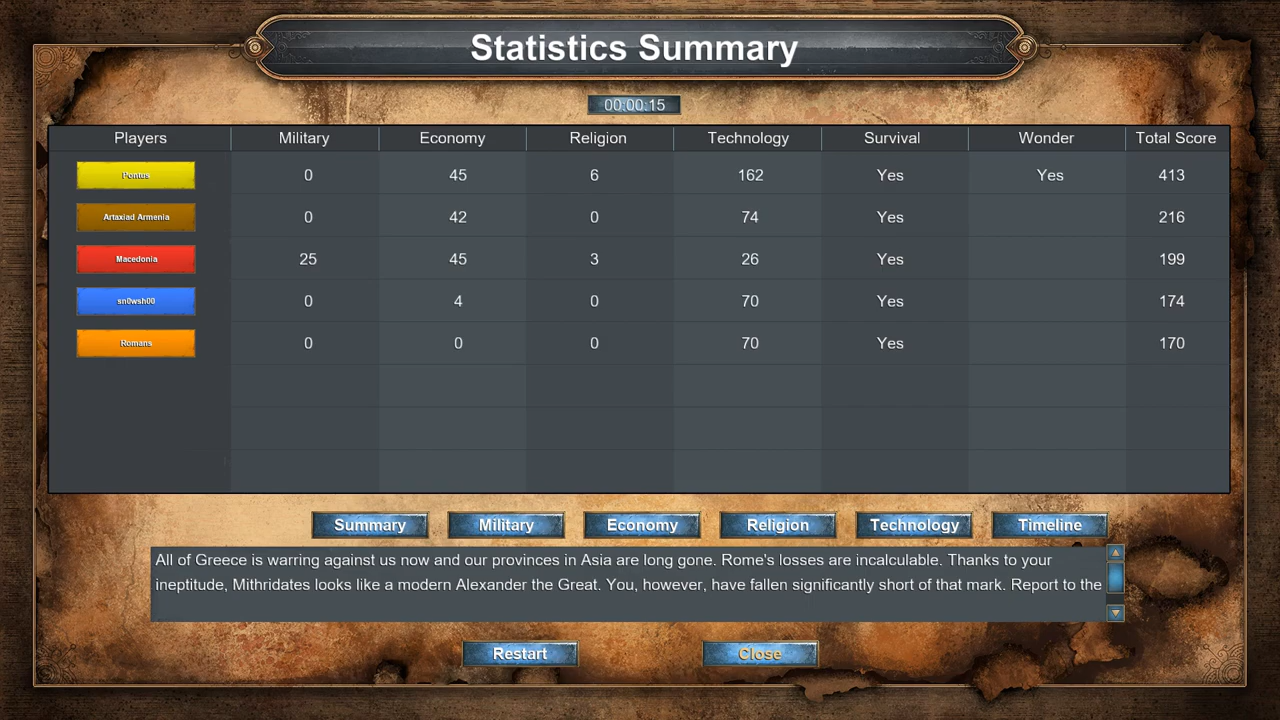 Statistics Summary
00:00:15
Players Military Economy Religion Technology Survival Wonder Total Score
Pontus 0 45 6 162 Yes Yes 413
Artaxiad Armenia 0 42 0 74 Yes 216
Macedonia 25 45 3 26 Yes 199
sn0wsh00 0 4 0 70 Yes 174
Romans 0 0 0 70 Yes 170
Summary Military Economy Religion Technology Timeline
All of Greece is warring against us now and our provinces in Asia are long gone. Rome's losses are incalculable. Thanks to your
ineptitude, Mithridates looks like a modern Alexander the Great. You, however, have fallen significantly short of that mark. Report to the
Restart Close